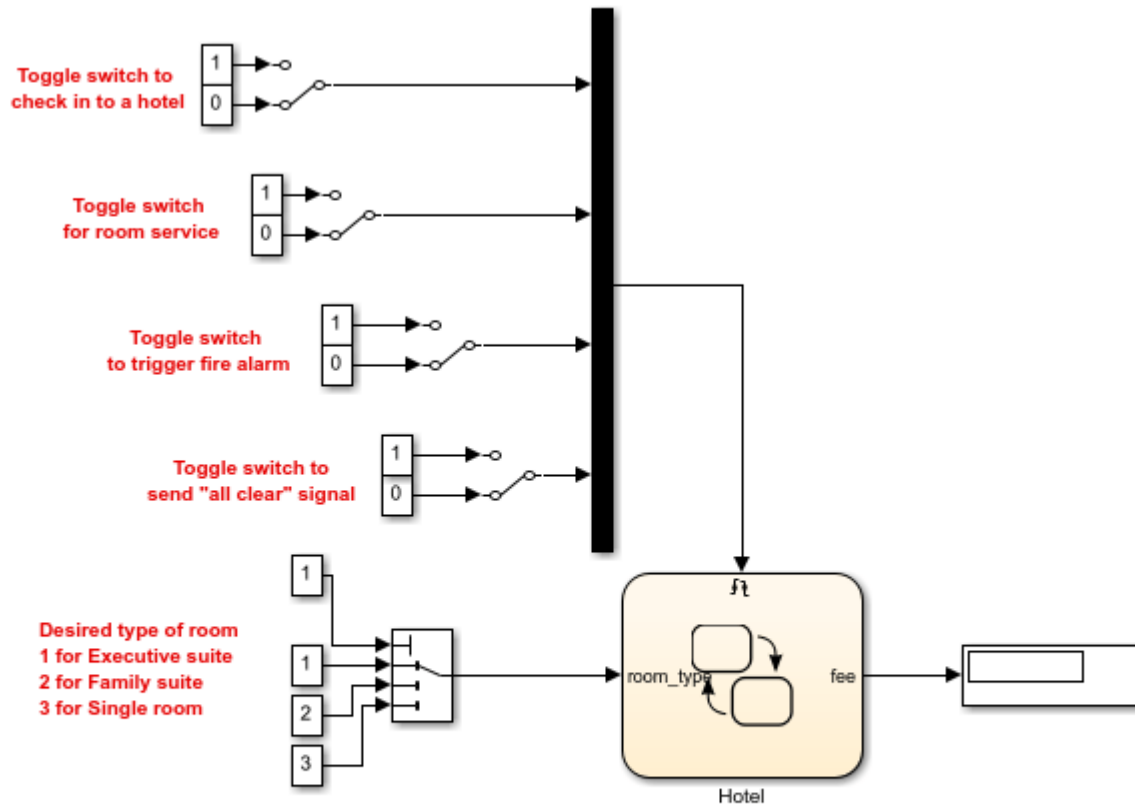 Toggle switch to
check in to a hotel
1
0
Toggle switch
for room service
1
0
Toggle switch
to trigger fire alarm
1
0
Toggle switch to
send "all clear" signal
1
0
Desired type of room
1 for Executive suite
2 for Family suite
3 for Single room
1
1
2
3
room_type
fee
Hotel